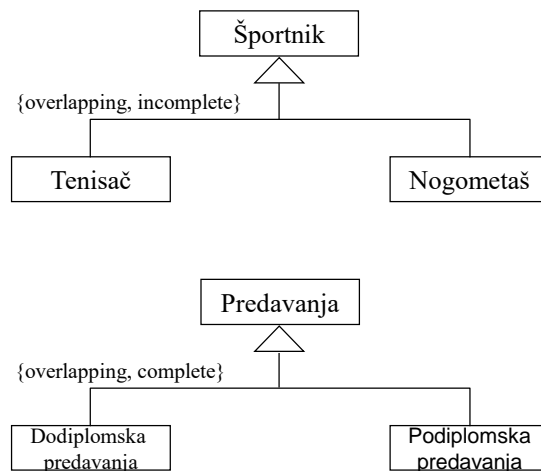 Športnik
{overlapping, incomplete}
Tenisač
Nogometaš
Predavanja
{overlapping, complete}
Dodiplomska
predavanja
Podiplomska
predavanja